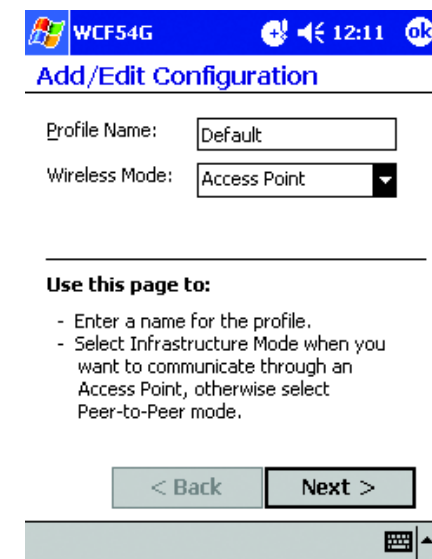 WCF54G 12:11 ok
Add/Edit Configuration
Profile Name: Default
Wireless Mode: Access Point
Use this page to:
- Enter a name for the profile.
- Select Infrastructure Mode when you
want to communicate through an
Access Point, otherwise select
Peer-to-Peer mode.
< Back Next >